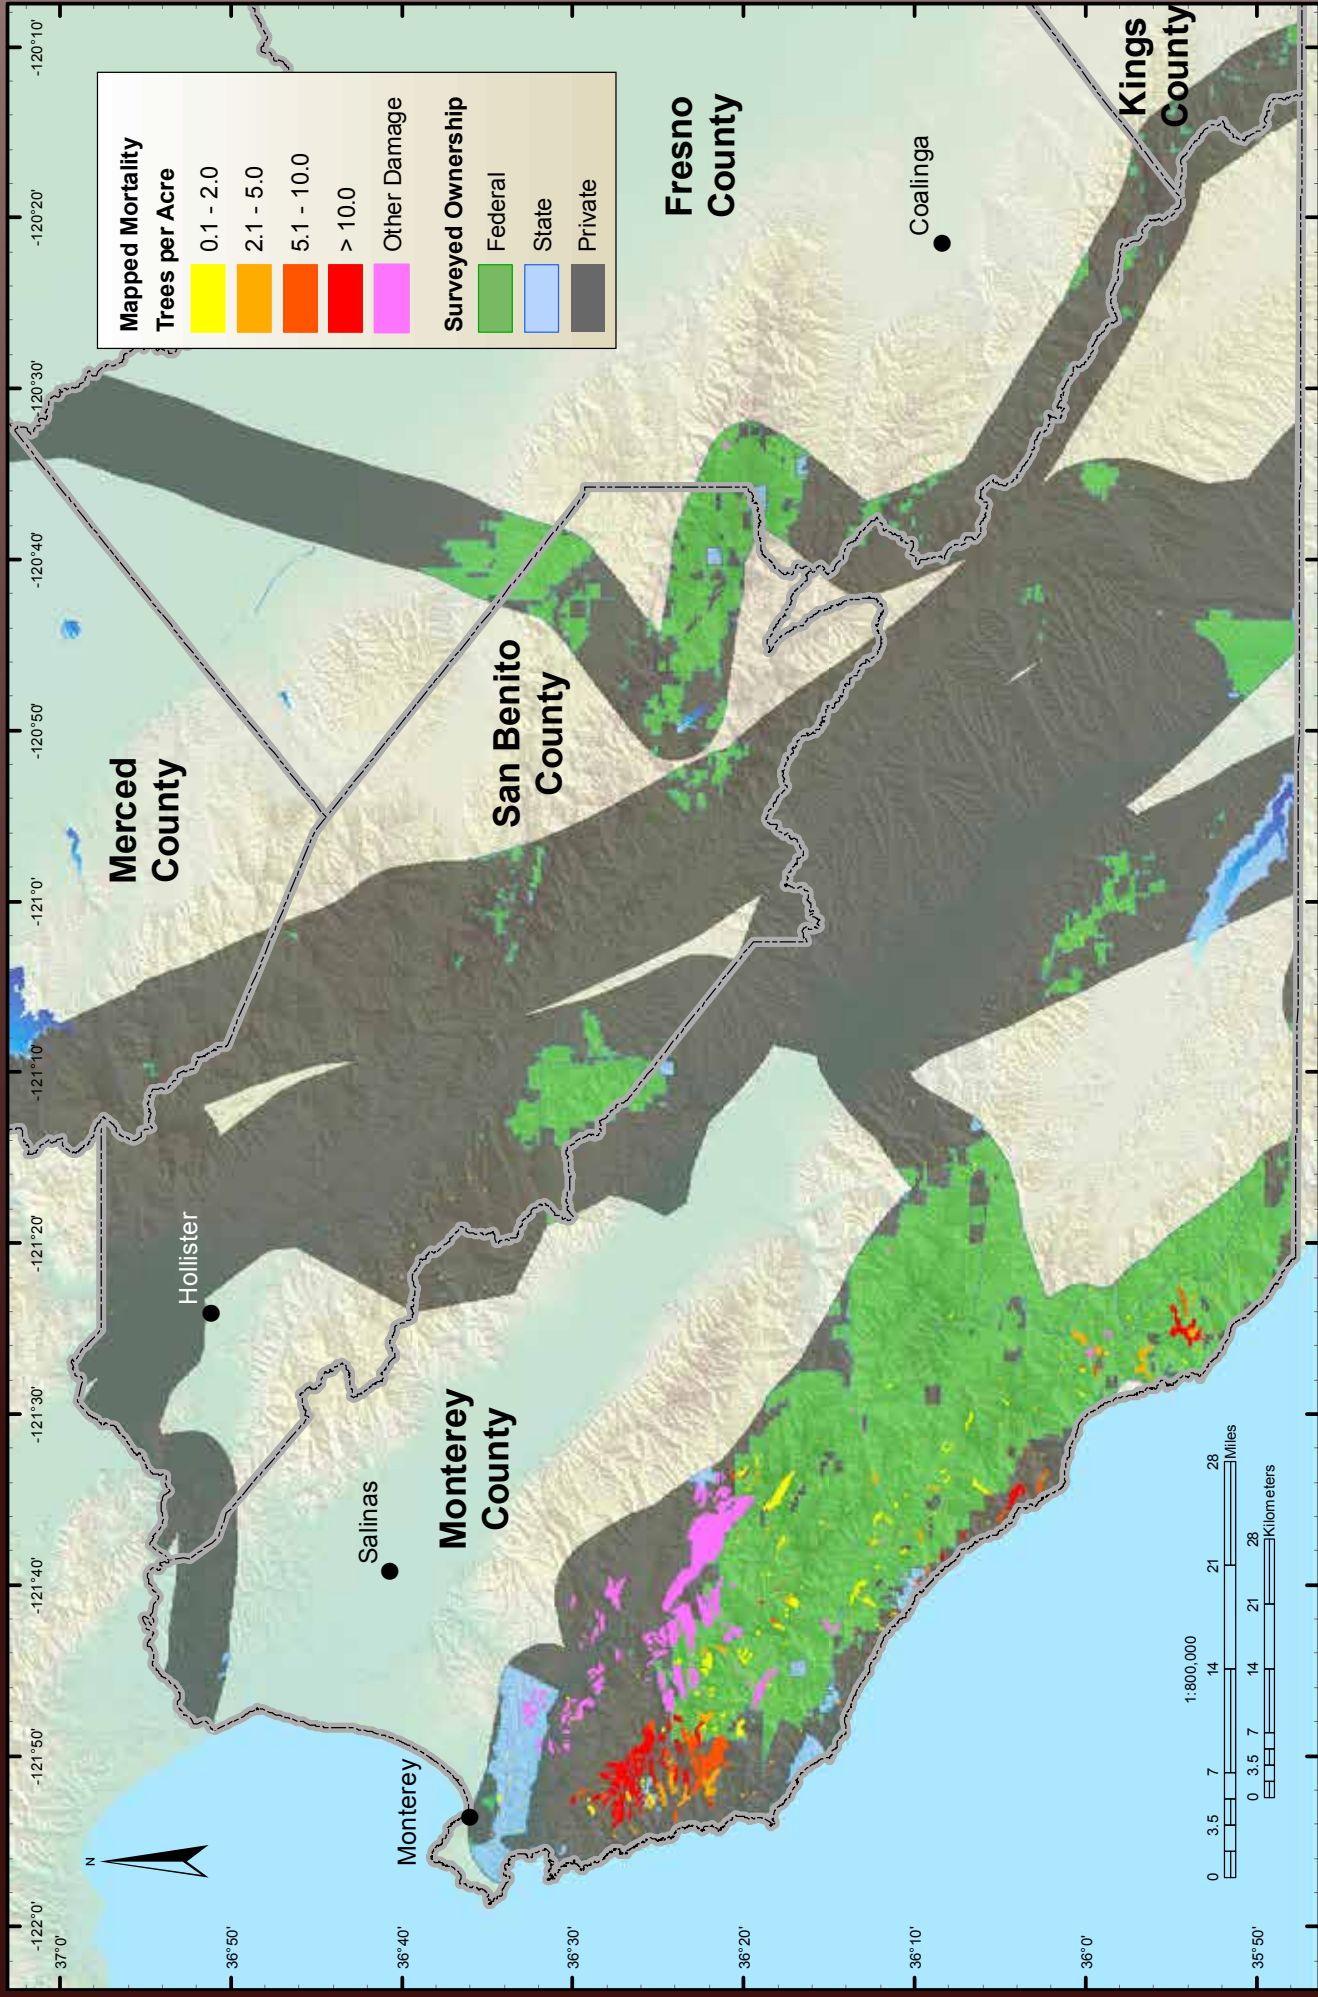 -122°0'
-121°50'
-121°40'
-121°30'
-121°20'
-121°10'
-121°0'
-120°50'
-120°40'
-120°30'
-120°20'
-120°10'
37°0'
36°50'
36°40'
36°30'
36°20'
36°10'
36°0'
35°50'
N
Mapped Mortality
Trees per Acre
0.1 - 2.0
2.1 - 5.0
5.1 - 10.0
> 10.0
Other Damage
Surveyed Ownership
Federal
State
Private
Merced
County
Hollister
San Benito
County
Fresno
County
Salinas
Monterey
Monterey
County
Coalinga
Kings
County
1:800,000
0 3.5 7 14 21 28
Miles
0 3.5 7 14 21 28
Kilometers